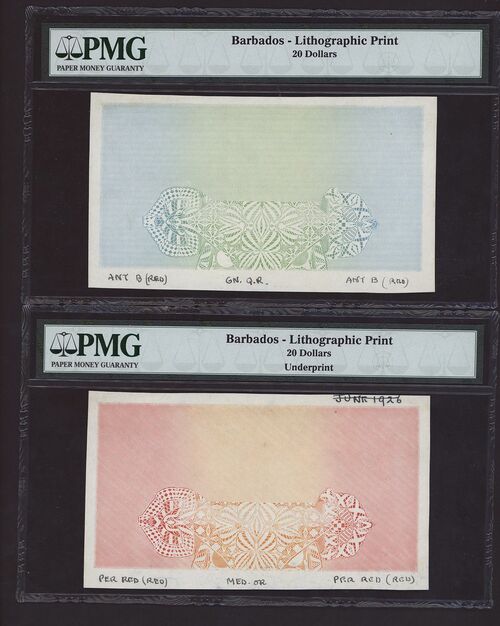 PMG
PAPER MONEY GUARANTY
Barbados - Lithographic Print
20 Dollars
ANT B (RED) GN. Q.R. ANT B (RED)
PMG
PAPER MONEY GUARANTY
Barbados - Lithographic Print
20 Dollars
Underprint
JUNE 1926
PER RED (RED) MED. OR PER RED (RED)